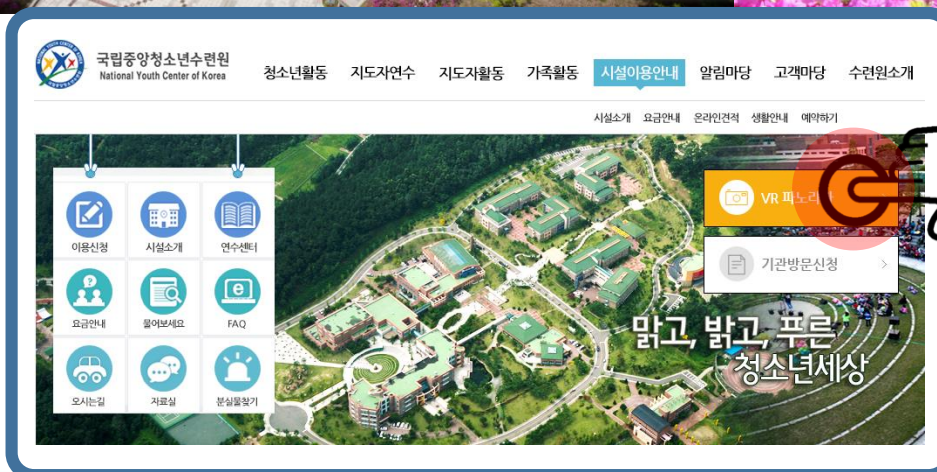 국립중앙청소년수련원
National Youth Center of Korea
청소년활동 지도자연수 지도자활동 가족활동 시설이용안내 알림마당 고객마당 수련원소개
시설소개 요금안내 온라인견적 생활안내 예약하기
이용신청 시설소개 연수센터
요금안내 물어보세요 FAQ
오시는길 자료실 분실물찾기
VR 파노라마
기관방문신청
맑고, 밝고, 푸른
청소년세상